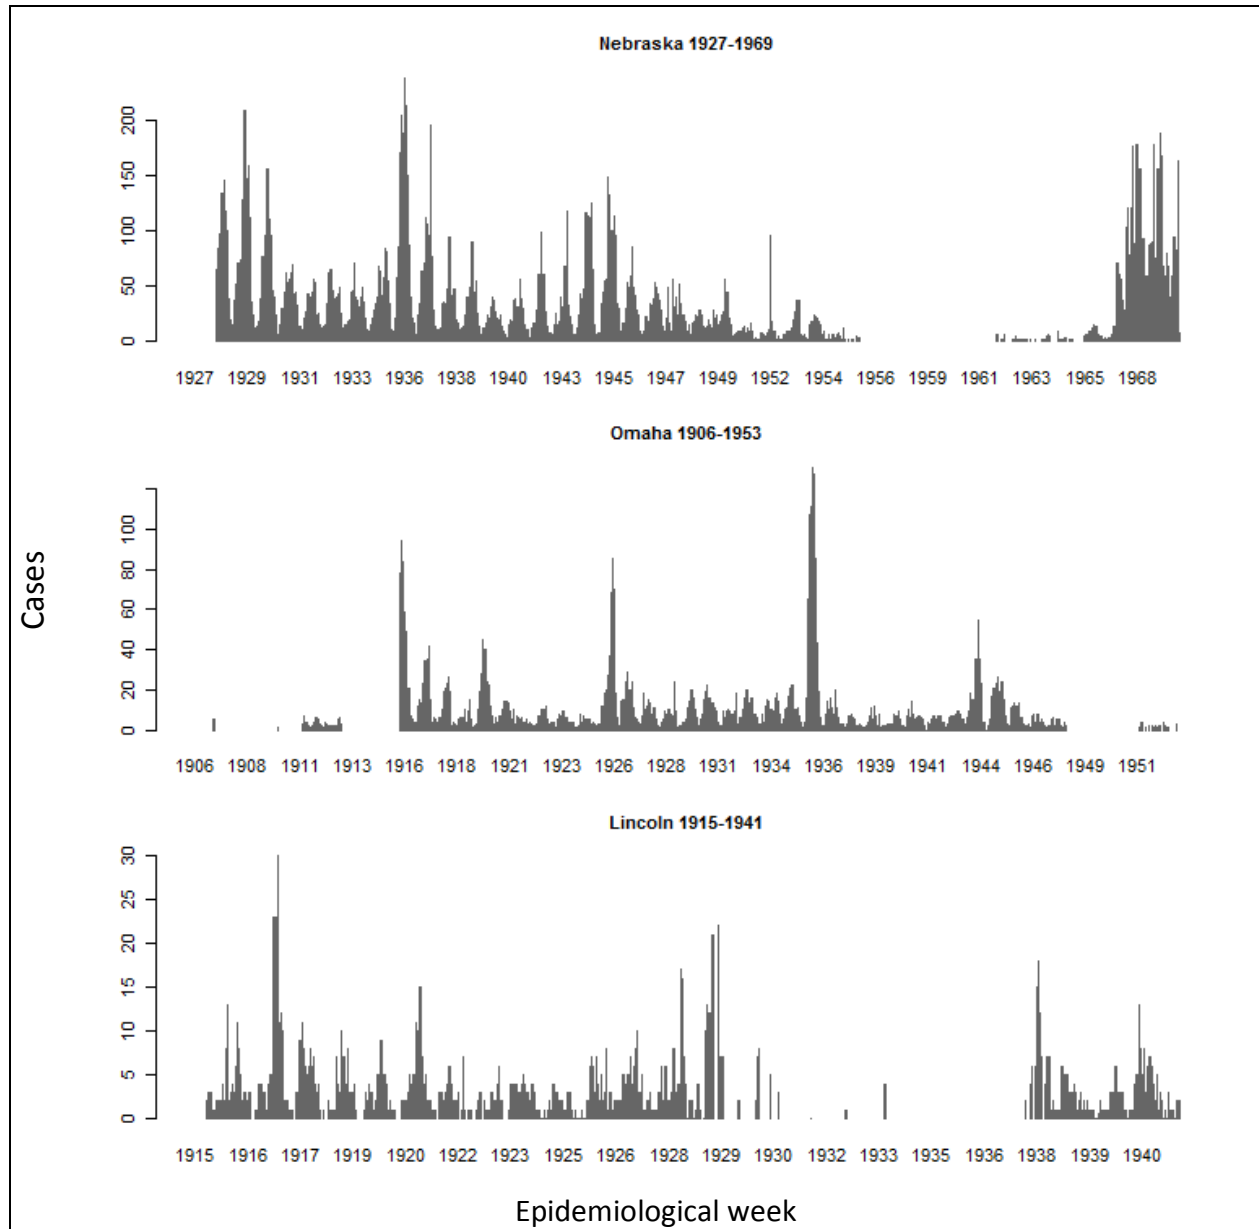 Nebraska 1927-1969
200
150
100
50
0
1927 1929 1931 1933 1936 1938 1940 1943 1945 1947 1949 1952 1954 1956 1959 1961 1963 1965 1968
Omaha 1906-1953
100
80
60
40
20
0
1906 1908 1911 1913 1916 1918 1921 1923 1926 1928 1931 1934 1936 1939 1941 1944 1946 1949 1951
Cases
Lincoln 1915-1941
30
25
20
15
10
5
0
1915 1916 1917 1919 1920 1922 1923 1925 1926 1928 1929 1930 1932 1933 1935 1936 1938 1939 1940
Epidemiological week